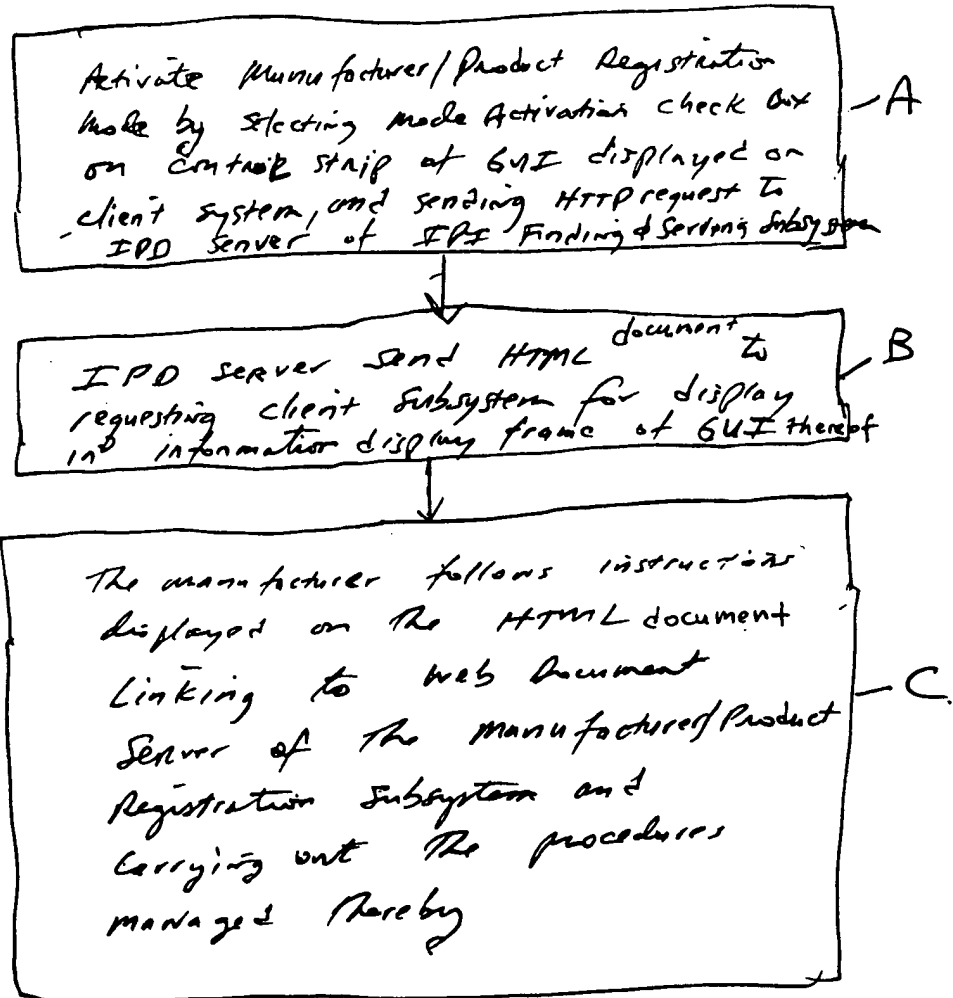 Activate Manufacturer/Product Registration
Mode by Selecting Mode Activation Check Box
on Control Strip of GUI displayed on
client system, and sending HTTP request to
IPD Server of IPI Finding & Serving Subsystem
A
IPD Server Send HTML document to
requesting client Subsystem for display
in information display frame of GUI thereof
B
The manufacturer follows instructions
displayed on The HTML document
Linking to Web Document
Server of The Manufacturer/Product
Registration Subsystem and
Carrying out The procedures
managed Thereby
C.